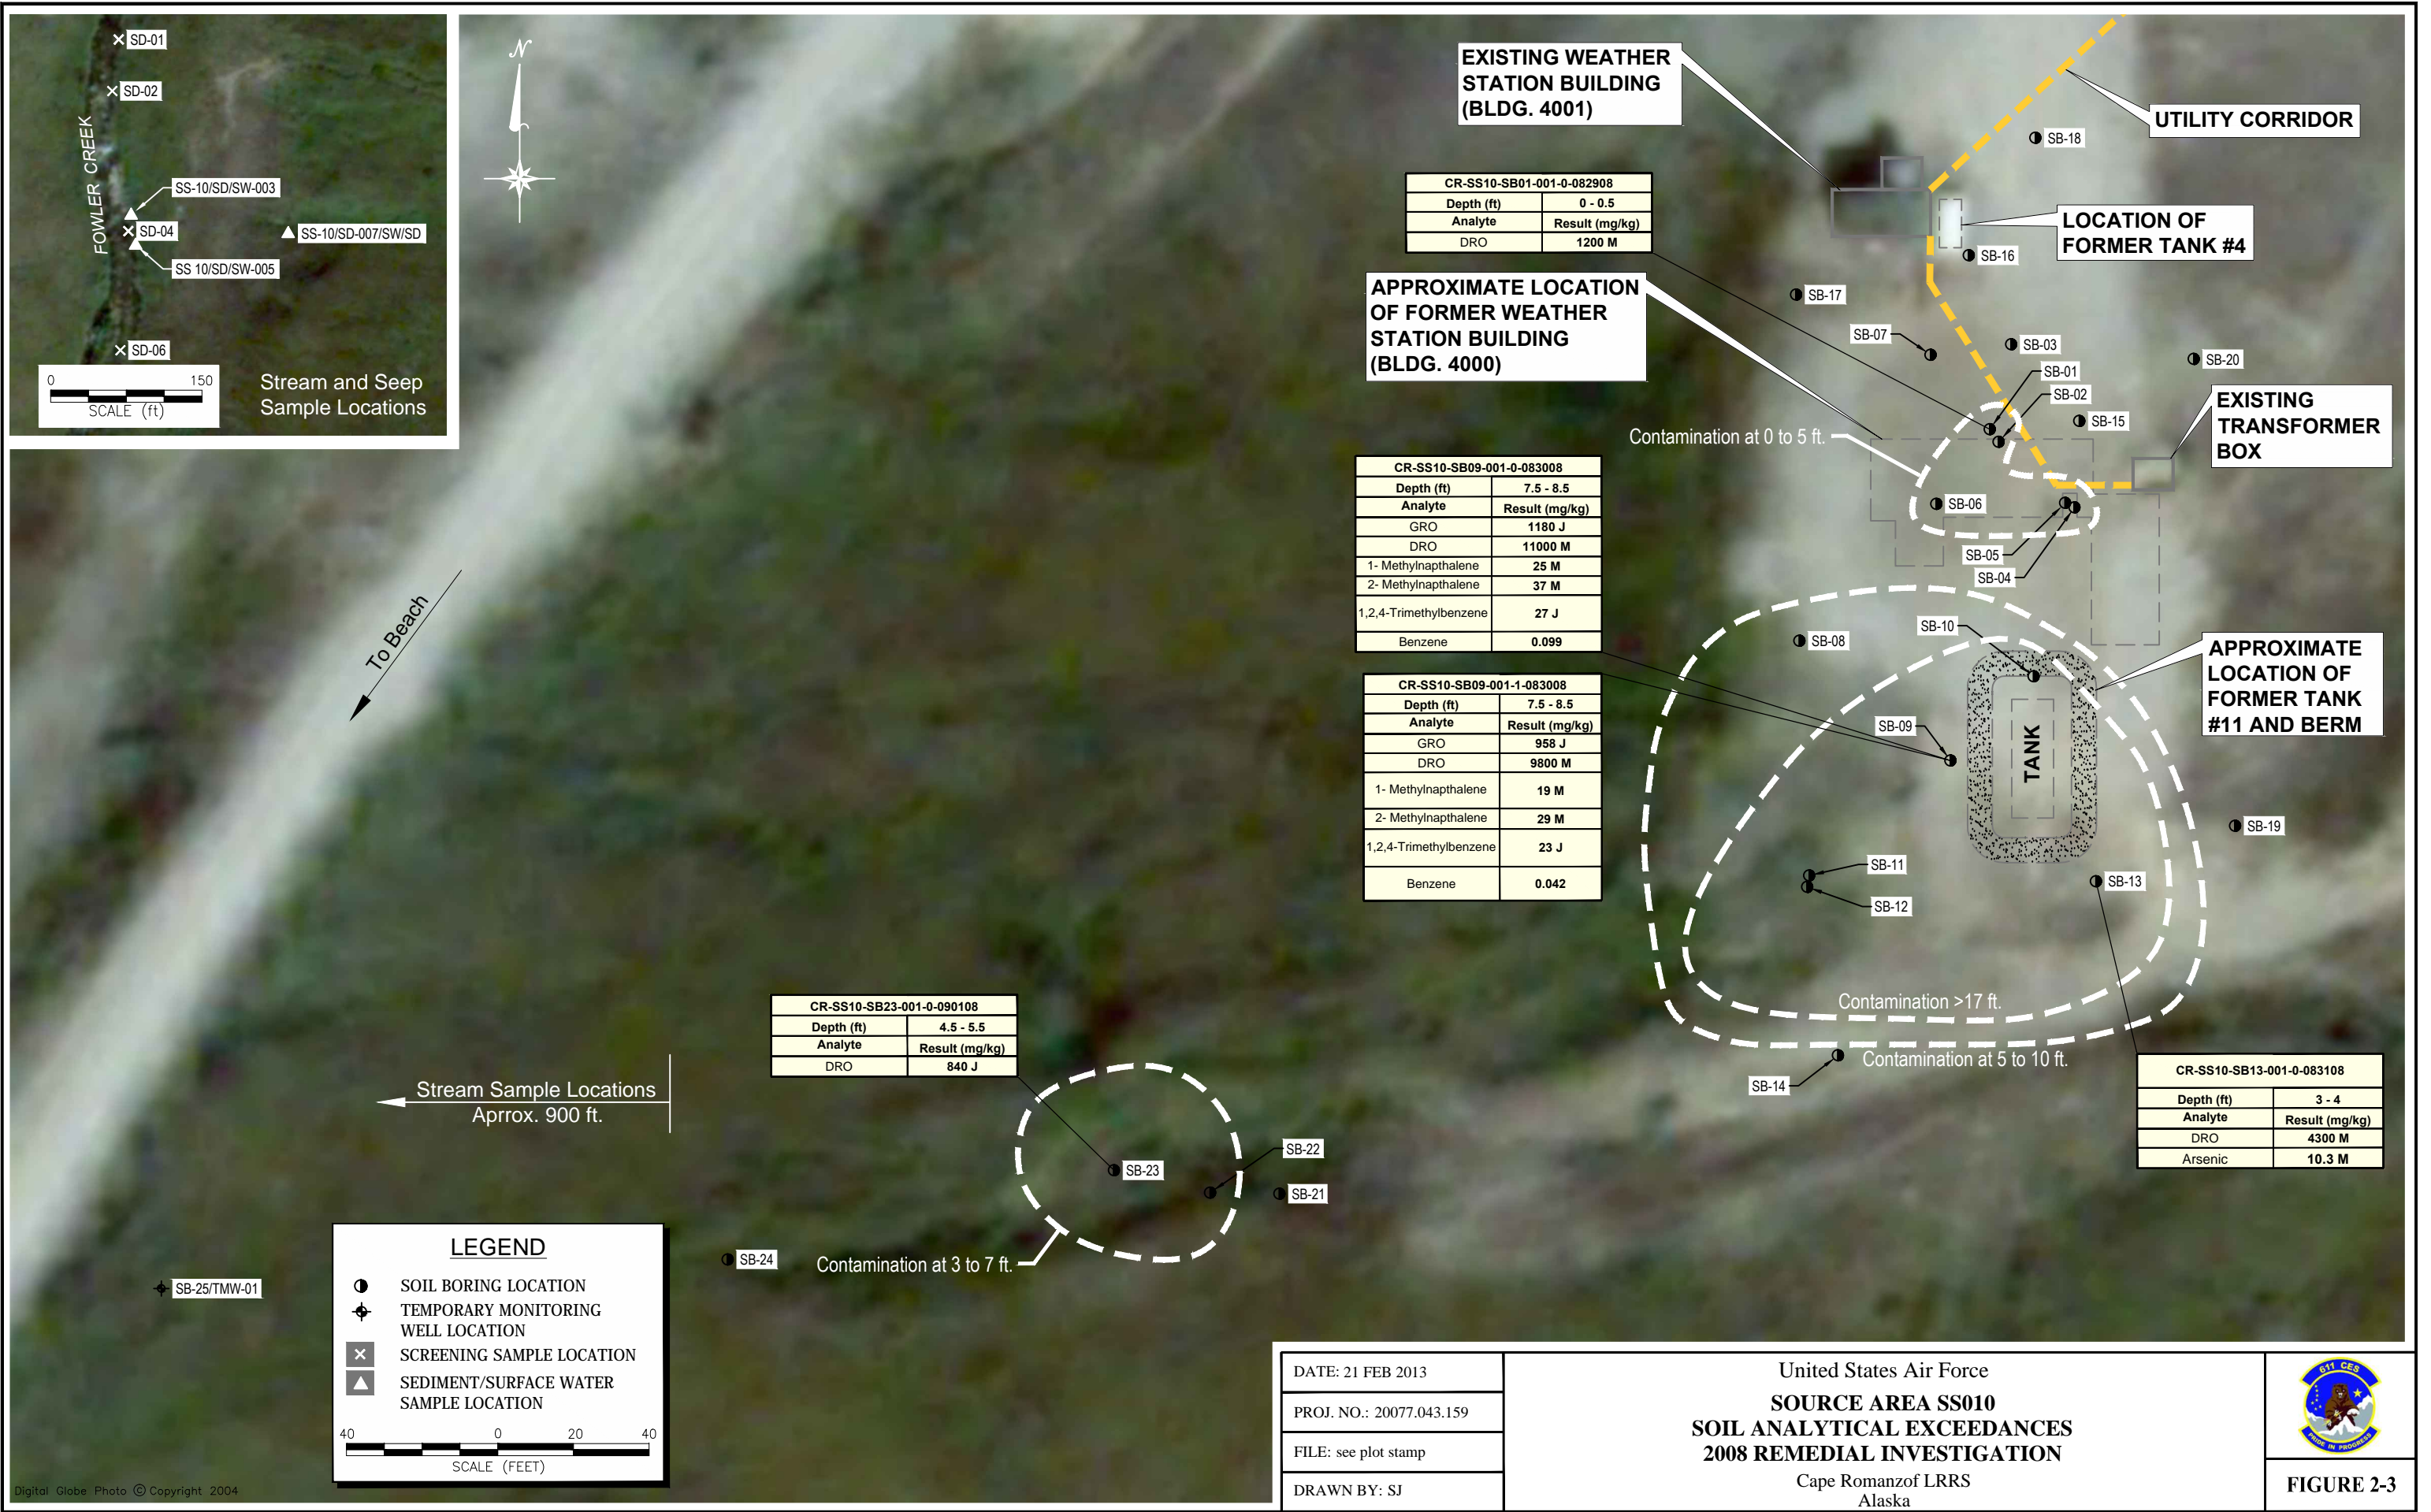 SD-01
SD-02
FOWLER CREEK
SS-10/SD/SW-003
SD-04
SS-10/SD-007/SW/SD
SS 10/SD/SW-005
SD-06
0 150
SCALE (ft)
Stream and Seep
Sample Locations
N
EXISTING WEATHER
STATION BUILDING
(BLDG. 4001)
UTILITY CORRIDOR
SB-18
CR-SS10-SB01-001-0-082908
Depth (ft) 0 - 0.5
Analyte Result (mg/kg)
DRO 1200 M
LOCATION OF
FORMER TANK #4
SB-16
APPROXIMATE LOCATION
OF FORMER WEATHER
STATION BUILDING
(BLDG. 4000)
SB-17
SB-07
SB-03
SB-20
SB-01
SB-02
SB-15
EXISTING
TRANSFORMER
BOX
Contamination at 0 to 5 ft.
SB-06
SB-05
SB-04
CR-SS10-SB09-001-0-083008
Depth (ft) 7.5 - 8.5
Analyte Result (mg/kg)
GRO 1180 J
DRO 11000 M
1- Methylnapthalene 25 M
2- Methylnapthalene 37 M
1,2,4-Trimethylbenzene 27 J
Benzene 0.099
To Beach
SB-08
SB-10
APPROXIMATE
LOCATION OF
FORMER TANK
#11 AND BERM
CR-SS10-SB09-001-1-083008
Depth (ft) 7.5 - 8.5
Analyte Result (mg/kg)
GRO 958 J
DRO 9800 M
1- Methylnapthalene 19 M
2- Methylnapthalene 29 M
1,2,4-Trimethylbenzene 23 J
Benzene 0.042
SB-09
TANK
SB-19
SB-11
SB-12
SB-13
Contamination >17 ft.
Contamination at 5 to 10 ft.
SB-14
CR-SS10-SB23-001-0-090108
Depth (ft) 4.5 - 5.5
Analyte Result (mg/kg)
DRO 840 J
CR-SS10-SB13-001-0-083108
Depth (ft) 3 - 4
Analyte Result (mg/kg)
DRO 4300 M
Arsenic 10.3 M
Stream Sample Locations
Aprrox. 900 ft.
SB-22
SB-23
SB-21
SB-24
Contamination at 3 to 7 ft.
SB-25/TMW-01
LEGEND
SOIL BORING LOCATION
TEMPORARY MONITORING
WELL LOCATION
SCREENING SAMPLE LOCATION
SEDIMENT/SURFACE WATER
SAMPLE LOCATION
40 0 20 40
SCALE (FEET)
Digital Globe Photo © Copyright 2004
DATE: 21 FEB 2013
PROJ. NO.: 20077.043.159
FILE: see plot stamp
DRAWN BY: SJ
United States Air Force
SOURCE AREA SS010
SOIL ANALYTICAL EXCEEDANCES
2008 REMEDIAL INVESTIGATION
Cape Romanzof LRRS
Alaska
611 CES
PRIDE IN PROGRESS
FIGURE 2-3